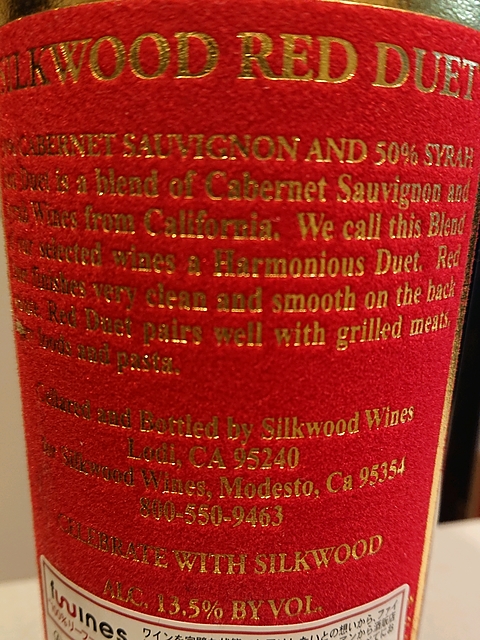 SILKWOOD RED DUET
CABERNET SAUVIGNON AND 50% SYRAH
Duet is a blend of Cabernet Sauvignon and
Wines from California. We call this Blend
selected wines a Harmonious Duet. Red
finishes very clean and smooth on the back
Red Duet pairs well with grilled meats,
and pasta.
Cellared and Bottled by Silkwood Wines
Lodi, CA 95240
by Silkwood Wines, Modesto, Ca 95354
800-550-9463
CELEBRATE WITH SILKWOOD
ALC. 13.5% BY VOL.
wines